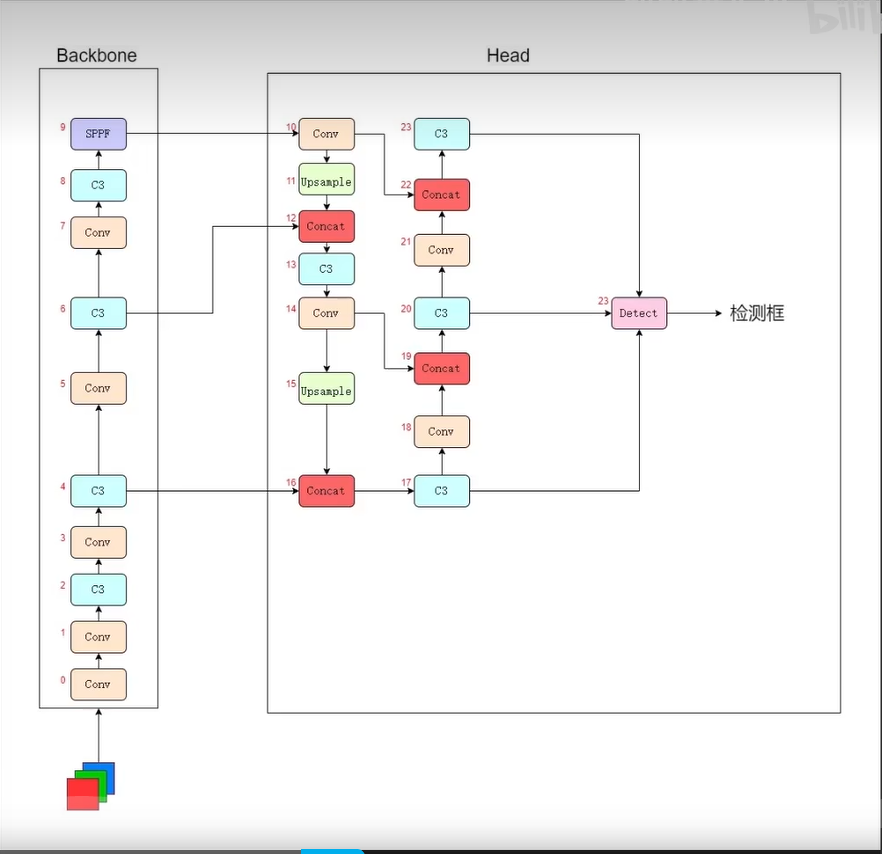 bili
Backbone
Head
9 SPPF
8 C3
7 Conv
6 C3
5 Conv
4 C3
3 Conv
2 C3
1 Conv
0 Conv
10 Conv
11 Upsample
12 Concat
13 C3
14 Conv
15 Upsample
16 Concat
23 C3
22 Concat
21 Conv
20 C3
19 Concat
18 Conv
17 C3
23 Detect
检测框